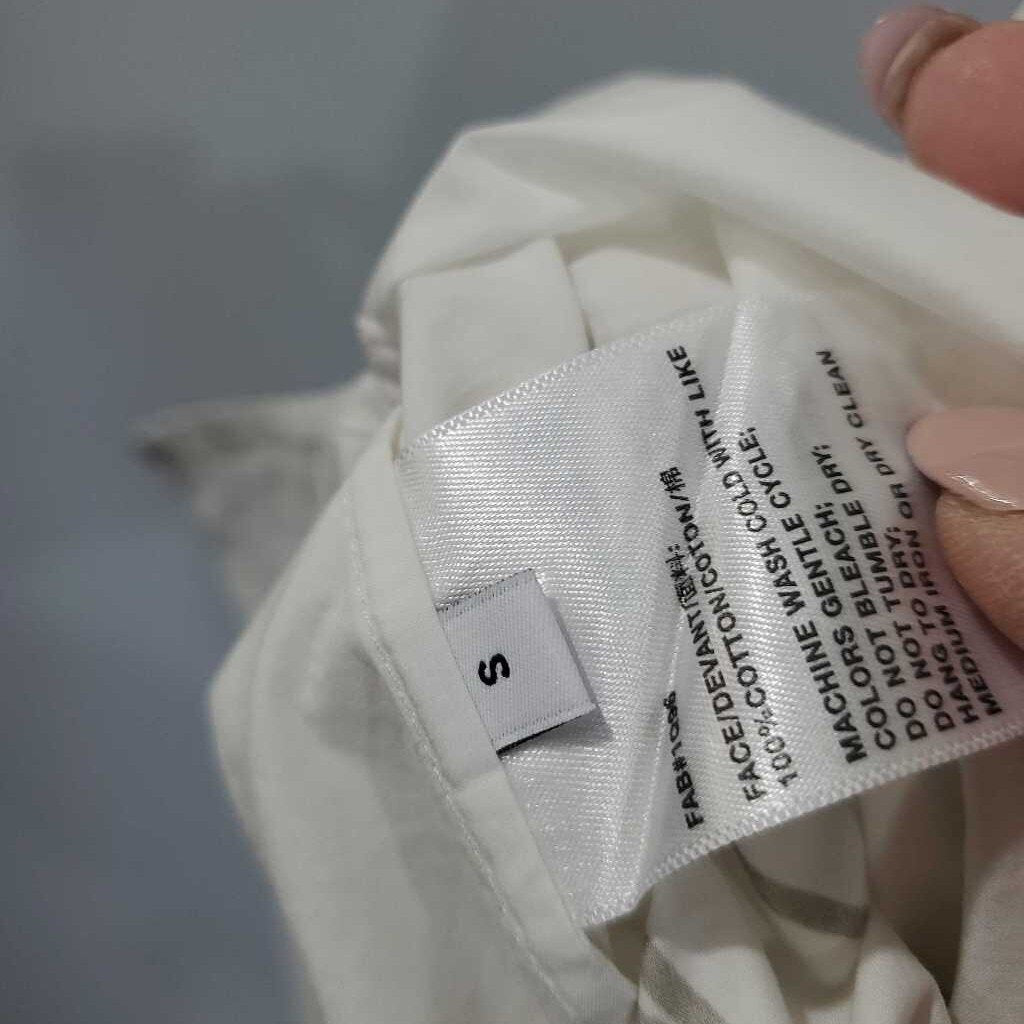 S
FAB#1096
FACE/DEVANT/面料:
100%COTTON/COTON/棉
MACHINE WASH COLD WITH LIKE
COLORS GENTLE CYCLE;
DO NOT BLEACH;
DO NOT TUMBLE DRY;
HANG TO DRY;
MEDIUM IRON OR DRY CLEAN